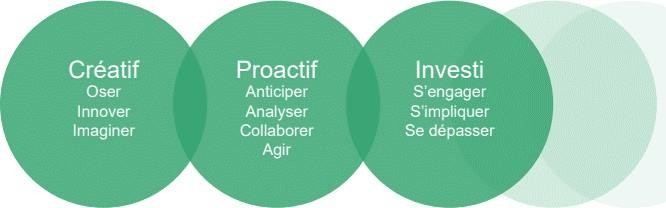 Créatif
Oser
Innover
Imaginer
Proactif
Anticiper
Analyser
Collaborer
Agir
Investi
S’engager
S’impliquer
Se dépasser